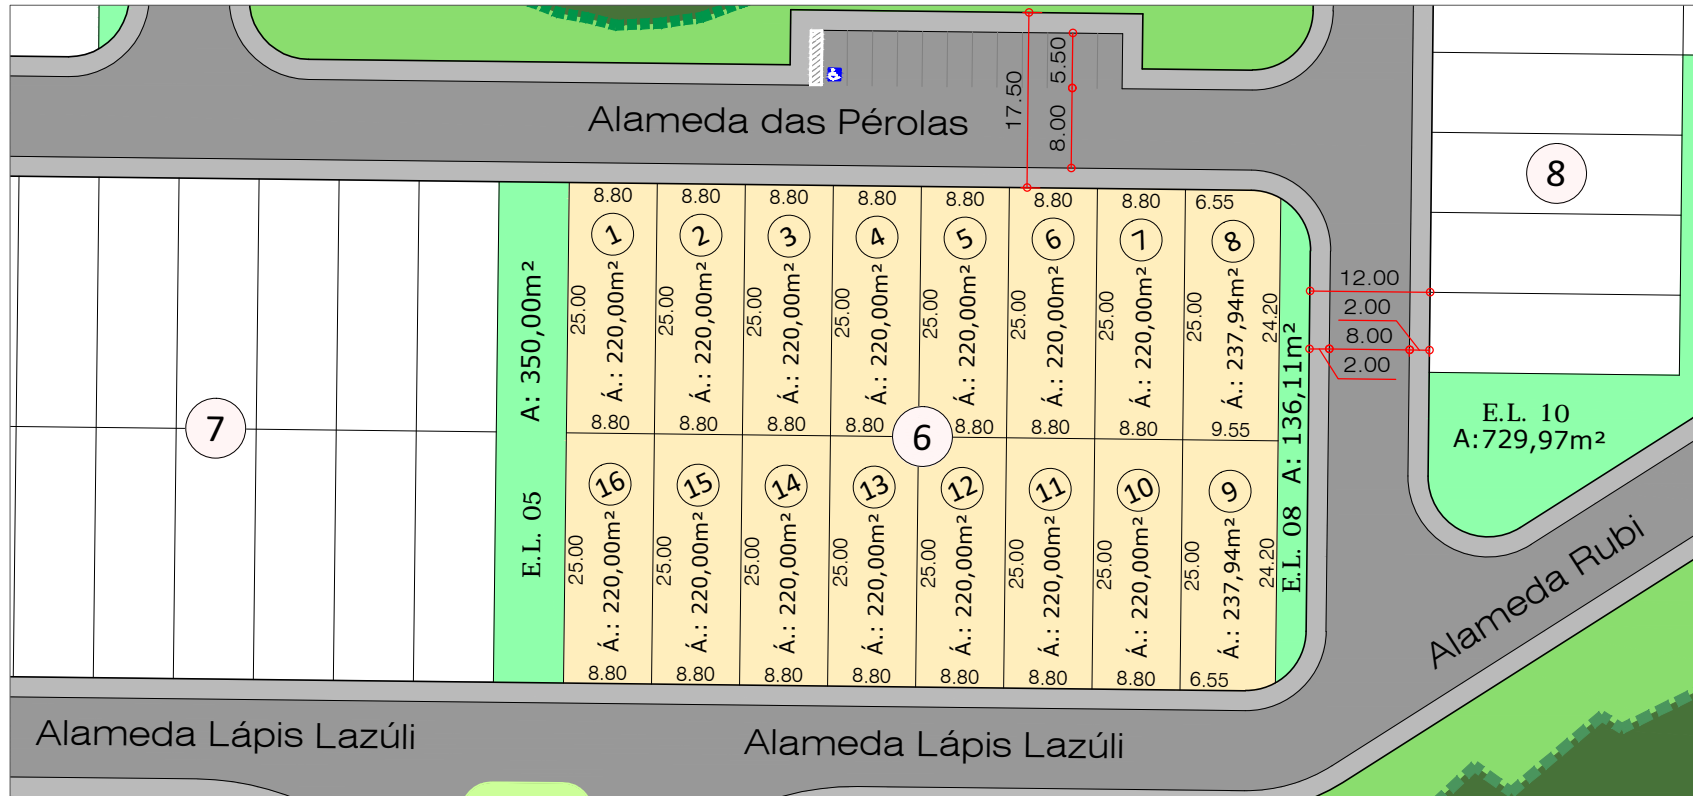 17.50
5.50
8.00
Alameda das Pérolas
8
8.80 8.80 8.80 8.80 8.80 8.80 8.80 6.55
1 2 3 4 5 6 7 8
25.00 Á.: 220,00m²
25.00 Á.: 220,00m²
25.00 Á.: 220,00m²
25.00 Á.: 220,00m²
25.00 Á.: 220,00m²
25.00 Á.: 220,00m²
25.00 Á.: 220,00m²
25.00 Á.: 237,94m² 24.20
8.80 8.80 8.80 8.80 8.80 8.80 8.80 9.55
12.00
2.00
8.00
2.00
E.L. 05 A: 350,00m²
7
6
E.L. 08 A: 136,11m²
E.L. 10
A:729,97m²
16 15 14 13 12 11 10 9
25.00 Á.: 220,00m²
25.00 Á.: 220,00m²
25.00 Á.: 220,00m²
25.00 Á.: 220,00m²
25.00 Á.: 220,00m²
25.00 Á.: 220,00m²
25.00 Á.: 220,00m²
25.00 Á.: 237,94m² 24.20
8.80 8.80 8.80 8.80 8.80 8.80 8.80 6.55
Alameda Rubi
Alameda Lápis Lazúli
Alameda Lápis Lazúli